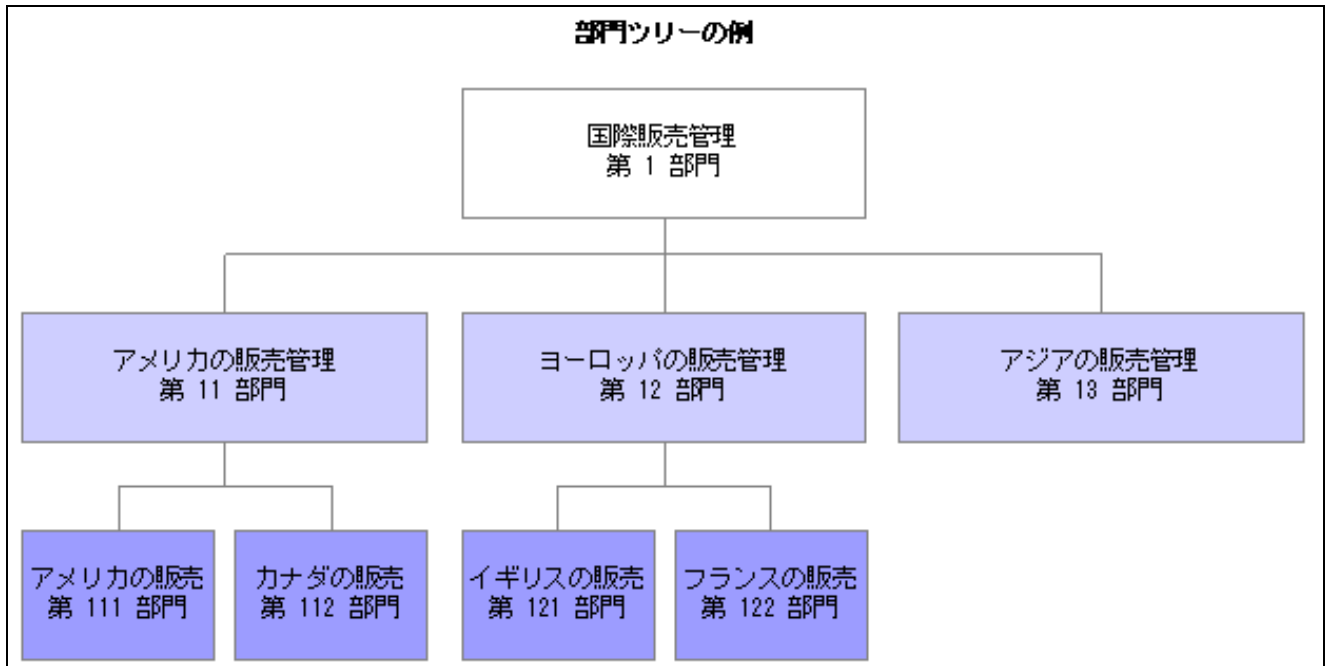 部門ツリーの例
国際販売管理
第 1 部門
アメリカの販売管理
第 11 部門
ヨーロッパの販売管理
第 12 部門
アジアの販売管理
第 13 部門
アメリカの販売
第 111 部門
カナダの販売
第 112 部門
イギリスの販売
第 121 部門
フランスの販売
第 122 部門